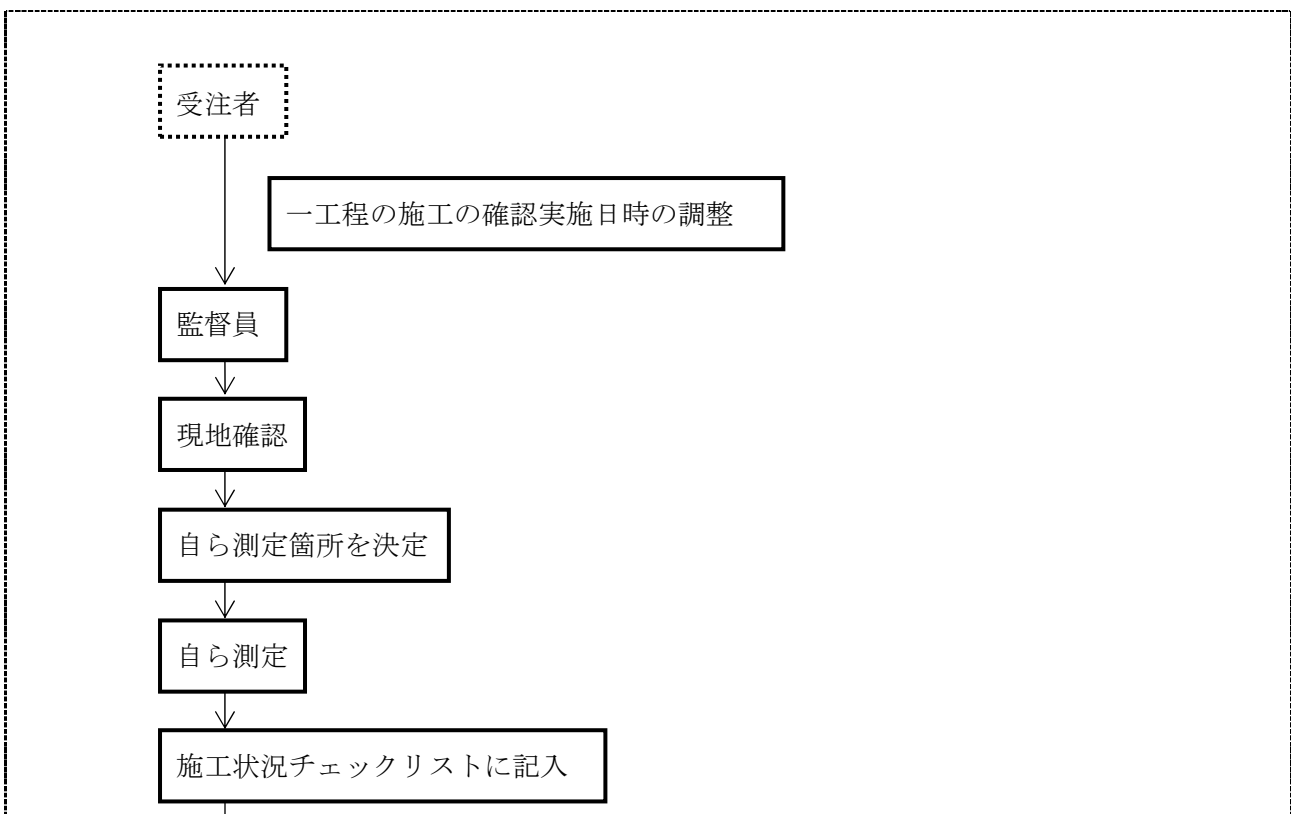 受注者
一工程の施工の確認実施日時の調整
監督員
現地確認
自ら測定箇所を決定
自ら測定
施工状況チェックリストに記入